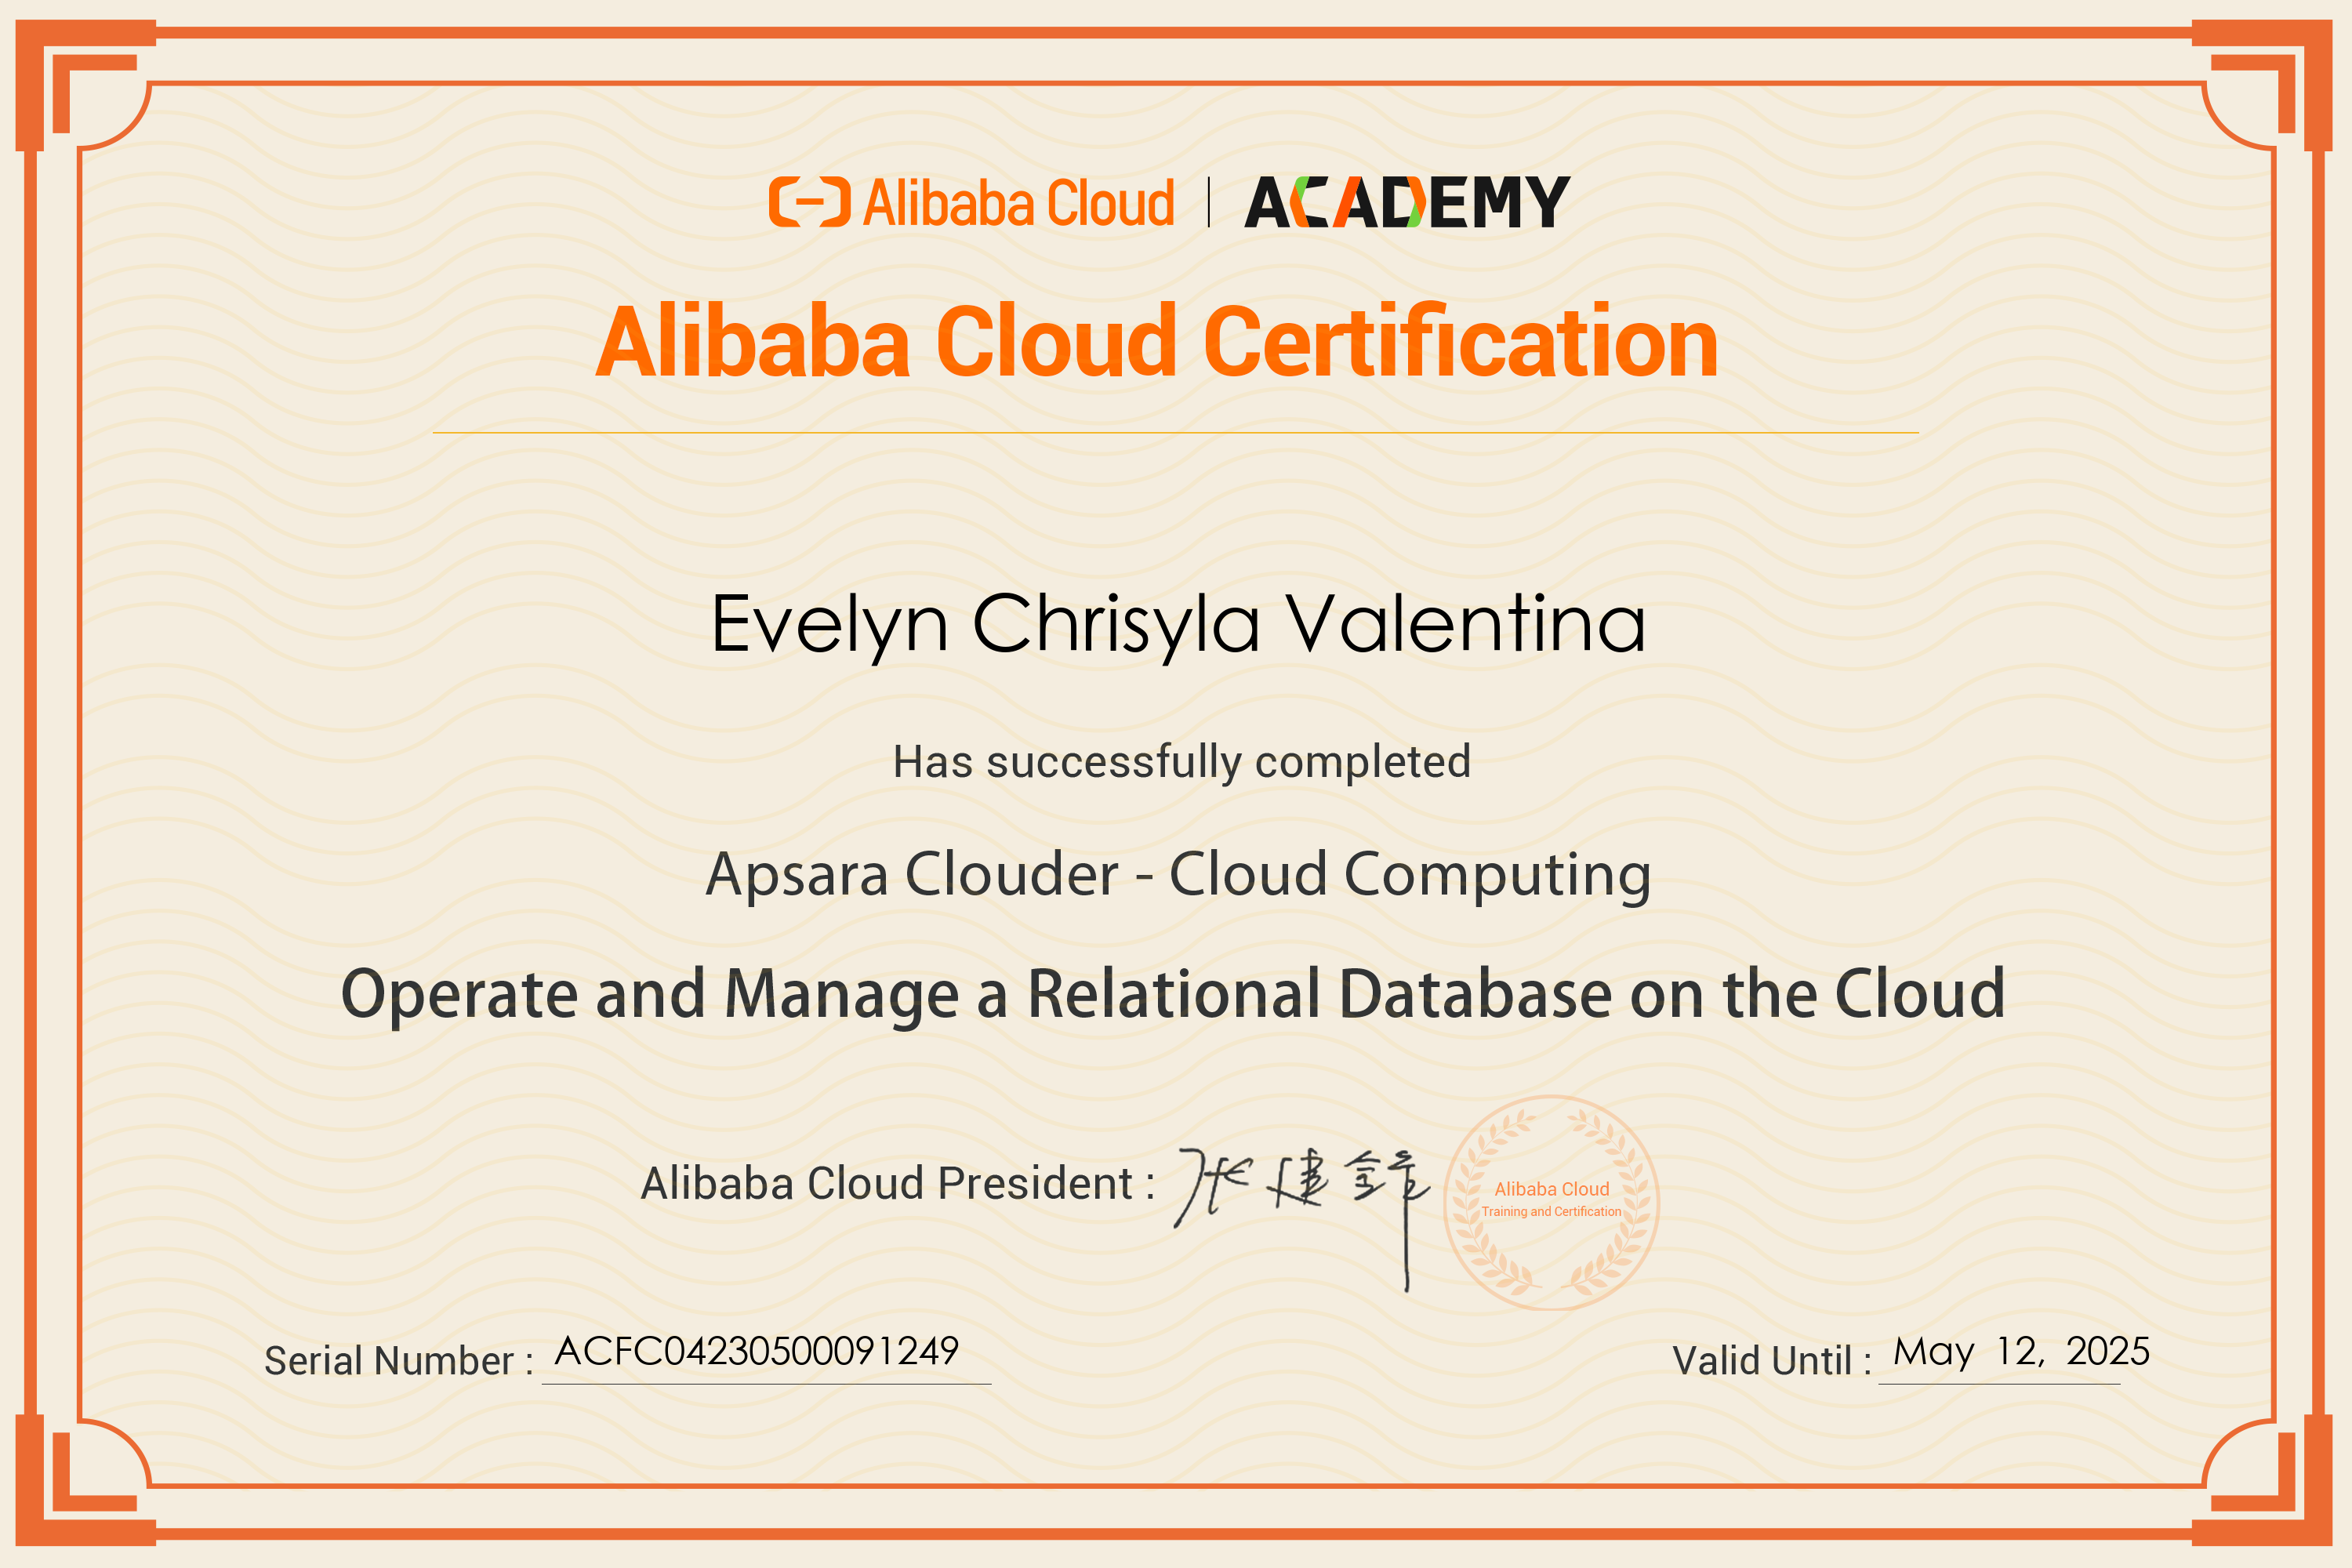 Alibaba Cloud | ACADEMY
Alibaba Cloud Certification
Evelyn Chrisyla Valentina
Has successfully completed
Apsara Clouder - Cloud Computing
Operate and Manage a Relational Database on the Cloud
Alibaba Cloud President : 张建锋
Alibaba Cloud
Training and Certification
Serial Number : ACFC04230500091249
Valid Until : May 12, 2025